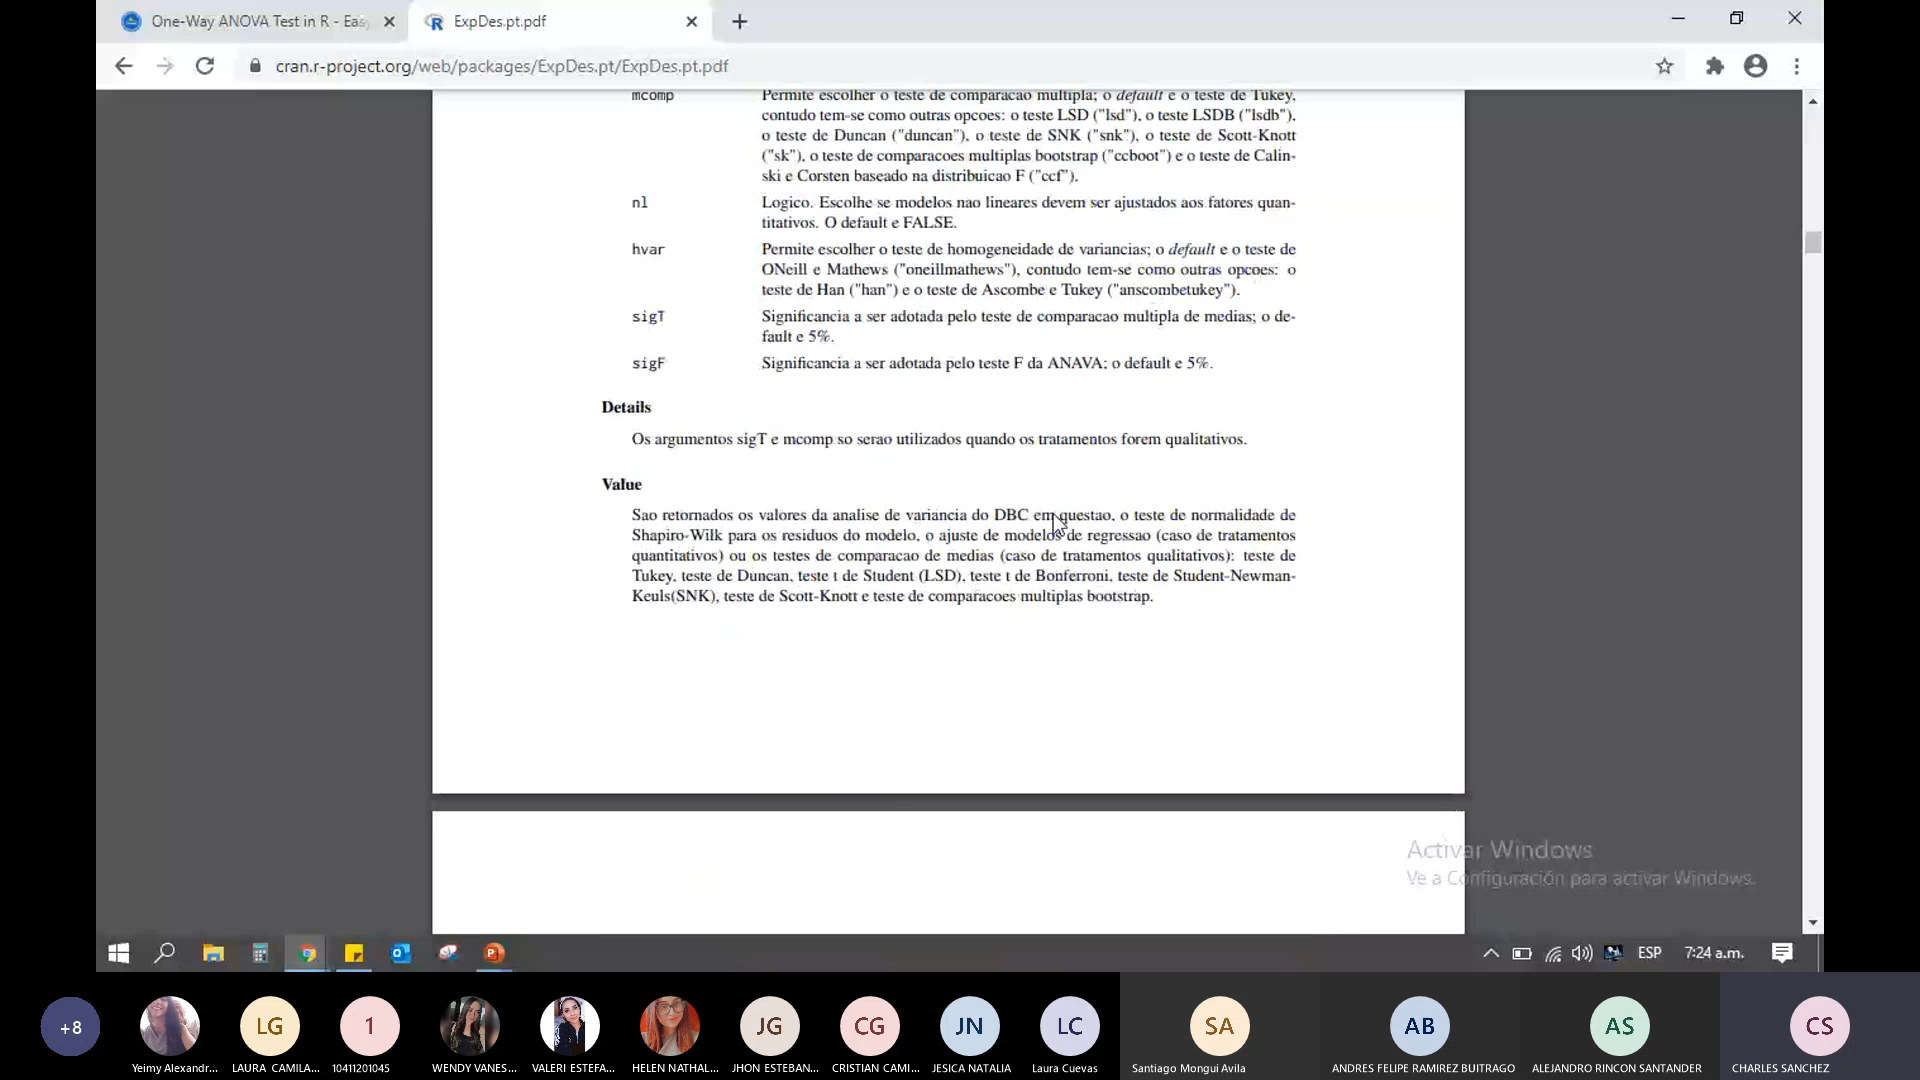 One-Way ANOVA Test in R - Eas
ExpDes.pt.pdf
cran.r-project.org/web/packages/ExpDes.pt/ExpDes.pt.pdf
mcomp Permite escolher o teste de comparacao multipla; o default e o teste de Tukey,
contudo tem-se como outras opcoes: o teste LSD ("lsd"), o teste LSDB ("lsdb"),
o teste de Duncan ("duncan"), o teste de SNK ("snk"), o teste de Scott-Knott
("sk"), o teste de comparacoes multiplas bootstrap ("ccboot") e o teste de Calin-
ski e Corsten baseado na distribuicao F ("ccf").
nl Logico. Escolhe se modelos nao lineares devem ser ajustados aos fatores quan-
titativos. O default e FALSE.
hvar Permite escolher o teste de homogeneidade de variancias; o default e o teste de
ONeill e Mathews ("oneillmathews"), contudo tem-se como outras opcoes: o
teste de Han ("han") e o teste de Ascombe e Tukey ("anscombetukey").
sigT Significancia a ser adotada pelo teste de comparacao multipla de medias; o de-
fault e 5%.
sigF Significancia a ser adotada pelo teste F da ANAVA; o default e 5%.
Details
Os argumentos sigT e mcomp so serao utilizados quando os tratamentos forem qualitativos.
Value
Sao retornados os valores da analise de variancia do DBC em questao, o teste de normalidade de
Shapiro-Wilk para os residuos do modelo, o ajuste de modelos de regressao (caso de tratamentos
quantitativos) ou os testes de comparacao de medias (caso de tratamentos qualitativos): teste de
Tukey, teste de Duncan, teste t de Student (LSD), teste t de Bonferroni, teste de Student-Newman-
Keuls(SNK), teste de Scott-Knott e teste de comparacoes multiplas bootstrap.
Activar Windows
Ve a Configuración para activar Windows.
ESP 7:24 a.m.
+8 LG 1 JG CG JN LC SA AB AS CS
Yeimy Alexandr... LAURA CAMILA... 10411201045 WENDY VANES... VALERI ESTEFA... HELEN NATHAL... JHON ESTEBAN... CRISTIAN CAMI... JESICA NATALIA Laura Cuevas Santiago Mongui Avila ANDRES FELIPE RAMIREZ BUITRAGO ALEJANDRO RINCON SANTANDER CHARLES SANCHEZ